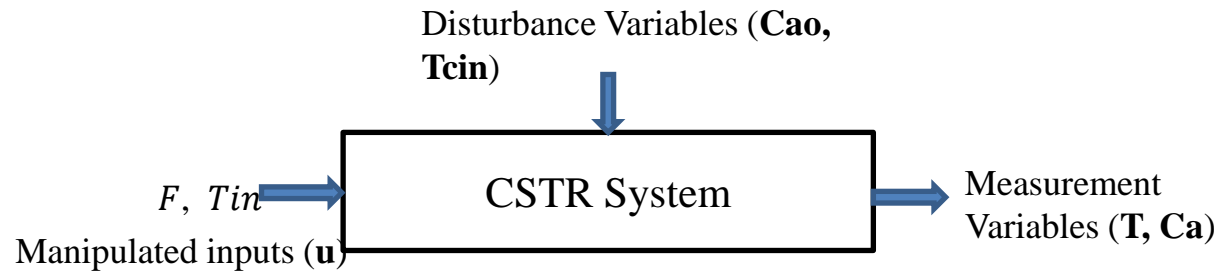 Disturbance Variables (Cao,
Tcin)
F, Tin
Manipulated inputs (u)
CSTR System
Measurement
Variables (T, Ca)